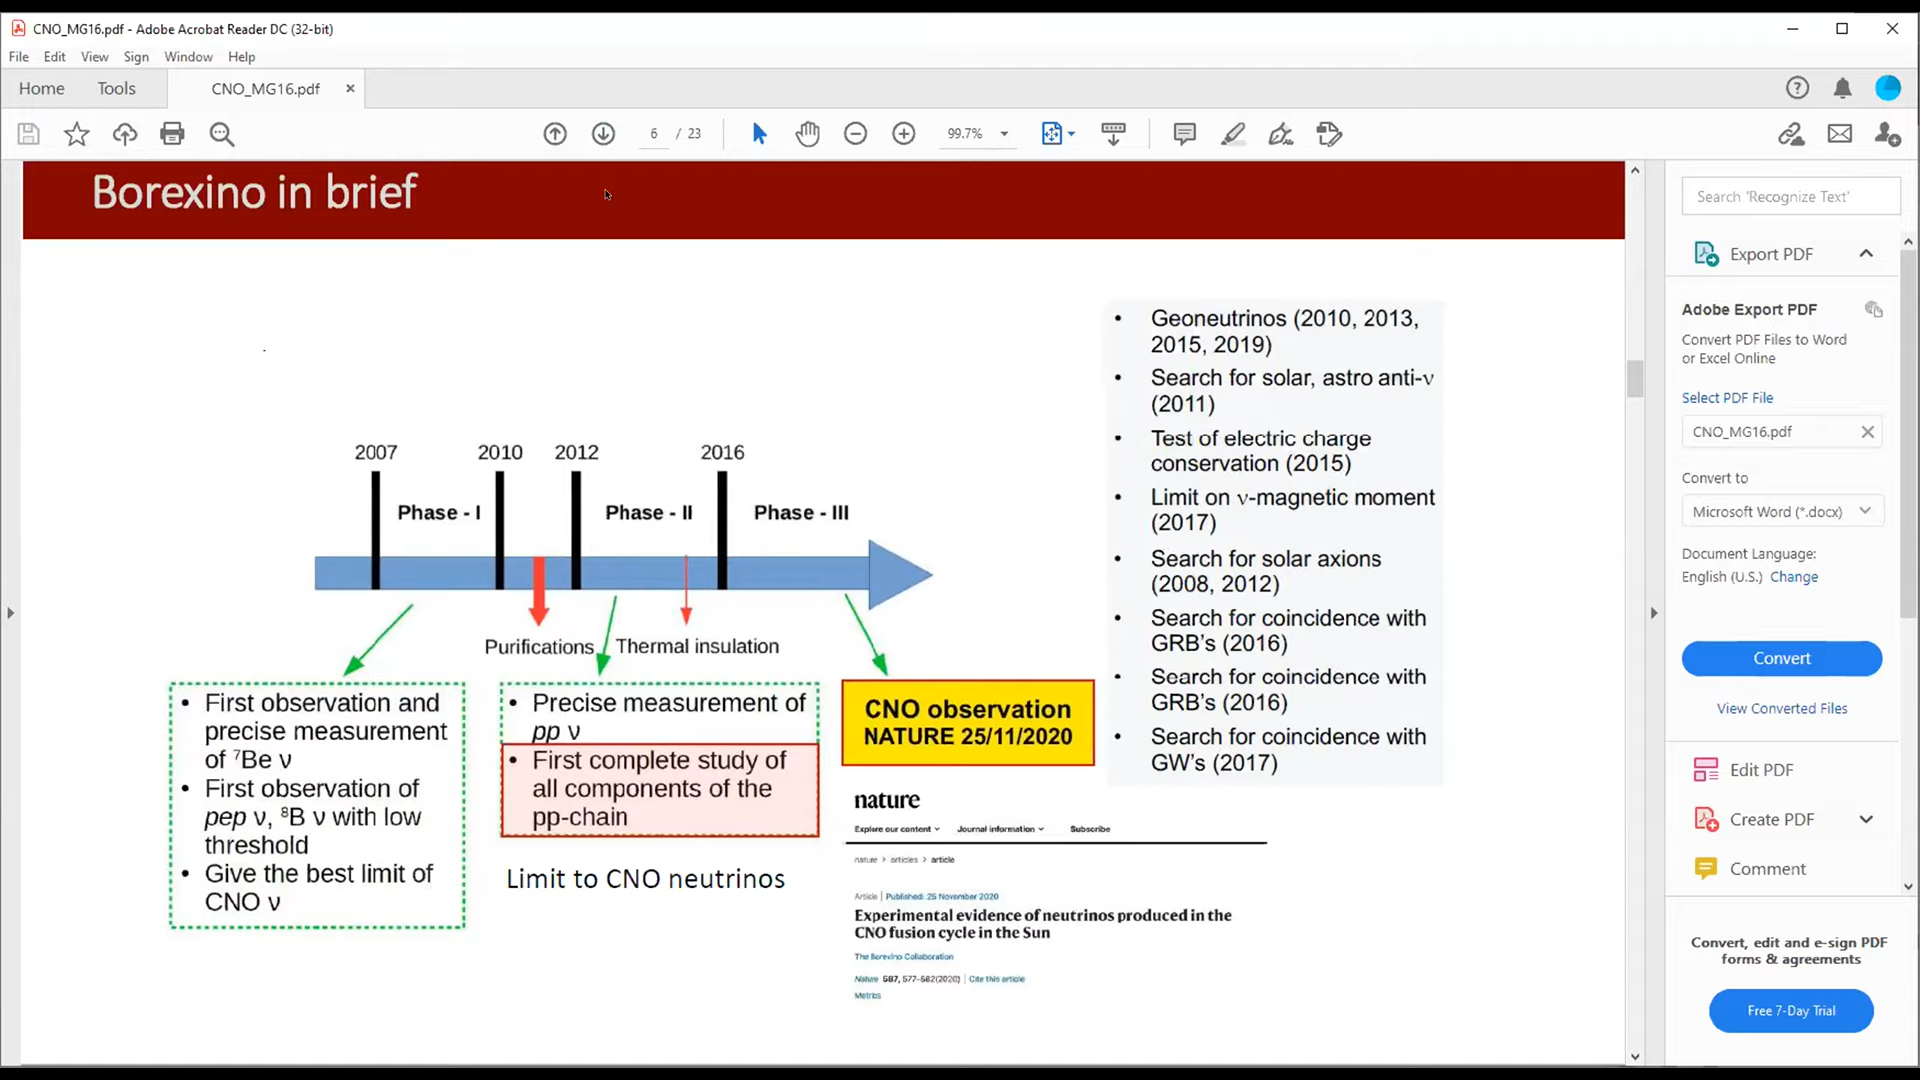 CNO_MG16.pdf - Adobe Acrobat Reader DC (32-bit)
File Edit View Sign Window Help
Home Tools CNO_MG16.pdf
6 / 23 99.7%
Borexino in brief
2007 2010 2012 2016
Phase - I Phase - II Phase - III
Purifications Thermal insulation
• First observation and
precise measurement
of ⁷Be ν
• First observation of
pep ν, ⁸B ν with low
threshold
• Give the best limit of
CNO ν
• Precise measurement of
pp ν
• First complete study of
all components of the
pp-chain
Limit to CNO neutrinos
CNO observation
NATURE 25/11/2020
nature
Explore our content Journal information Subscribe
nature > articles > article
Article | Published: 25 November 2020
Experimental evidence of neutrinos produced in the
CNO fusion cycle in the Sun
The Borexino Collaboration
Nature 587, 577–582(2020) | Cite this article
Metrics
• Geoneutrinos (2010, 2013,
2015, 2019)
• Search for solar, astro anti-ν
(2011)
• Test of electric charge
conservation (2015)
• Limit on ν-magnetic moment
(2017)
• Search for solar axions
(2008, 2012)
• Search for coincidence with
GRB's (2016)
• Search for coincidence with
GRB's (2016)
• Search for coincidence with
GW's (2017)
Search 'Recognize Text'
Export PDF
Adobe Export PDF
Convert PDF Files to Word
or Excel Online
Select PDF File
CNO_MG16.pdf
Convert to
Microsoft Word (*.docx)
Document Language:
English (U.S.) Change
Convert
View Converted Files
Edit PDF
Create PDF
Comment
Convert, edit and e-sign PDF
forms & agreements
Free 7-Day Trial